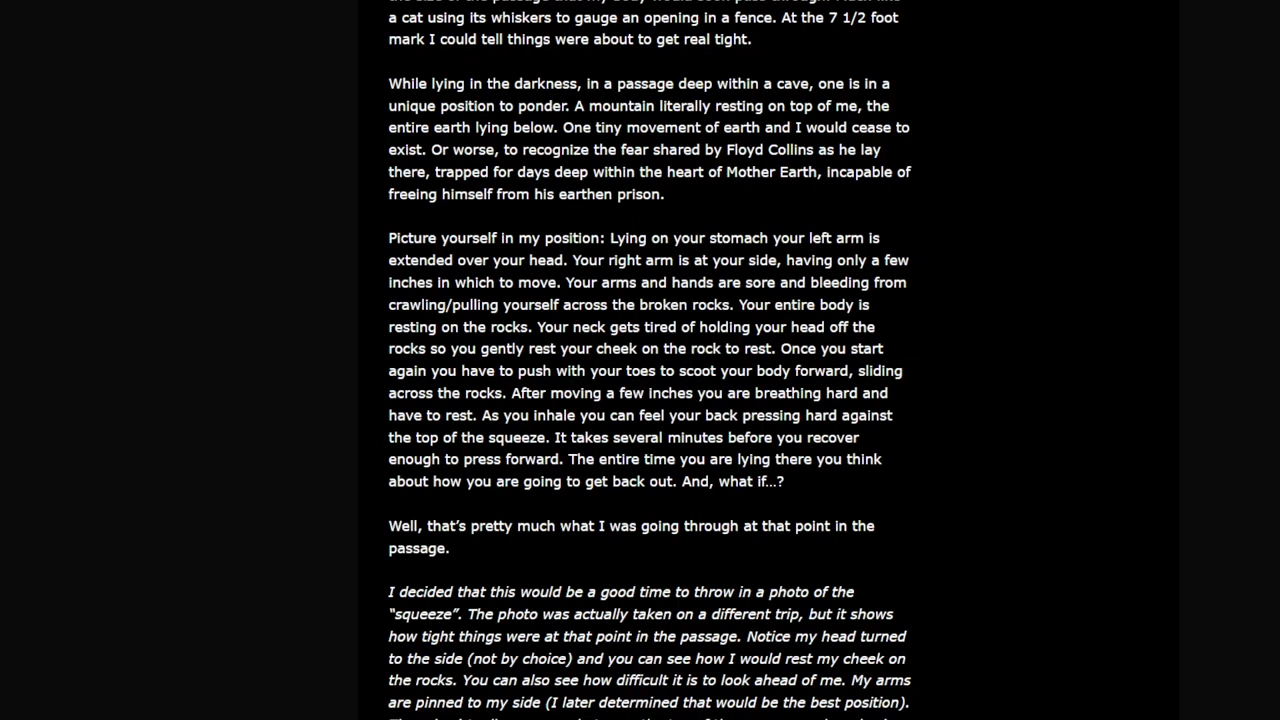 a cat using its whiskers to gauge an opening in a fence. At the 7 1/2 foot
mark I could tell things were about to get real tight.
While lying in the darkness, in a passage deep within a cave, one is in a
unique position to ponder. A mountain literally resting on top of me, the
entire earth lying below. One tiny movement of earth and I would cease to
exist. Or worse, to recognize the fear shared by Floyd Collins as he lay
there, trapped for days deep within the heart of Mother Earth, incapable of
freeing himself from his earthen prison.
Picture yourself in my position: Lying on your stomach your left arm is
extended over your head. Your right arm is at your side, having only a few
inches in which to move. Your arms and hands are sore and bleeding from
crawling/pulling yourself across the broken rocks. Your entire body is
resting on the rocks. Your neck gets tired of holding your head off the
rocks so you gently rest your cheek on the rock to rest. Once you start
again you have to push with your toes to scoot your body forward, sliding
across the rocks. After moving a few inches you are breathing hard and
have to rest. As you inhale you can feel your back pressing hard against
the top of the squeeze. It takes several minutes before you recover
enough to press forward. The entire time you are lying there you think
about how you are going to get back out. And, what if...?
Well, that's pretty much what I was going through at that point in the
passage.
I decided that this would be a good time to throw in a photo of the
“squeeze”. The photo was actually taken on a different trip, but it shows
how tight things were at that point in the passage. Notice my head turned
to the side (not by choice) and you can see how I would rest my cheek on
the rocks. You can also see how difficult it is to look ahead of me. My arms
are pinned to my side (I later determined that would be the best position).